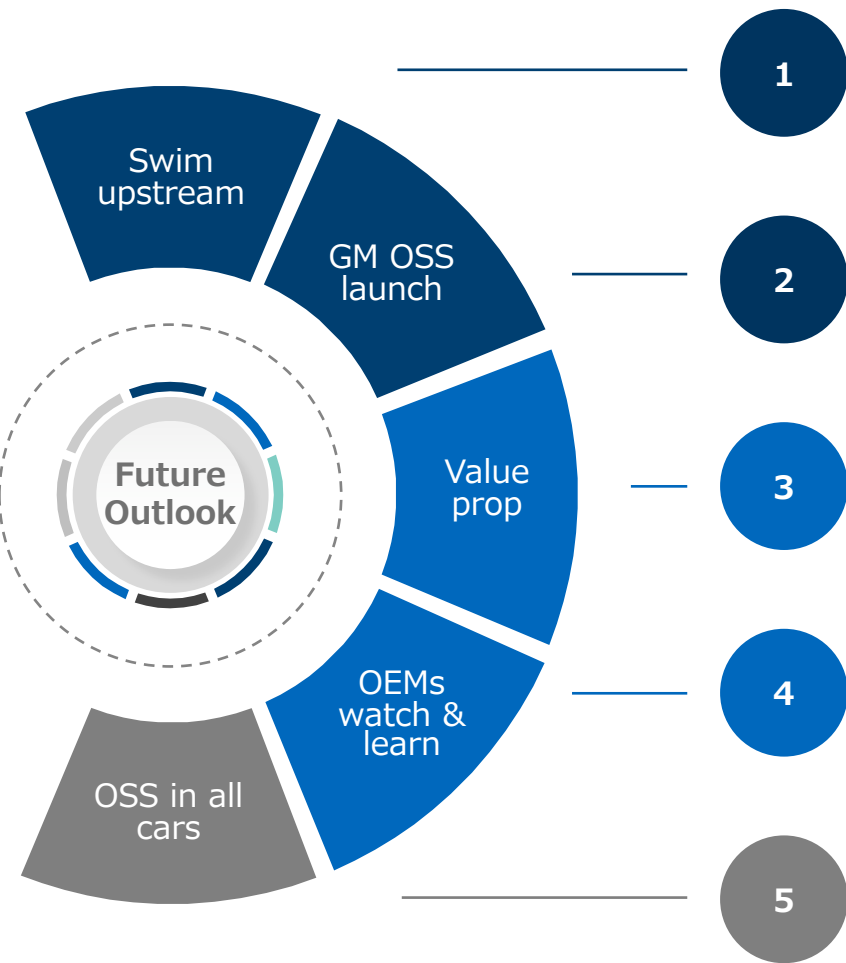 1
Swim
upstream
GM OSS
launch
2
Future
Outlook
Value
prop
3
OEMs
watch &
learn
4
OSS in all
cars
5